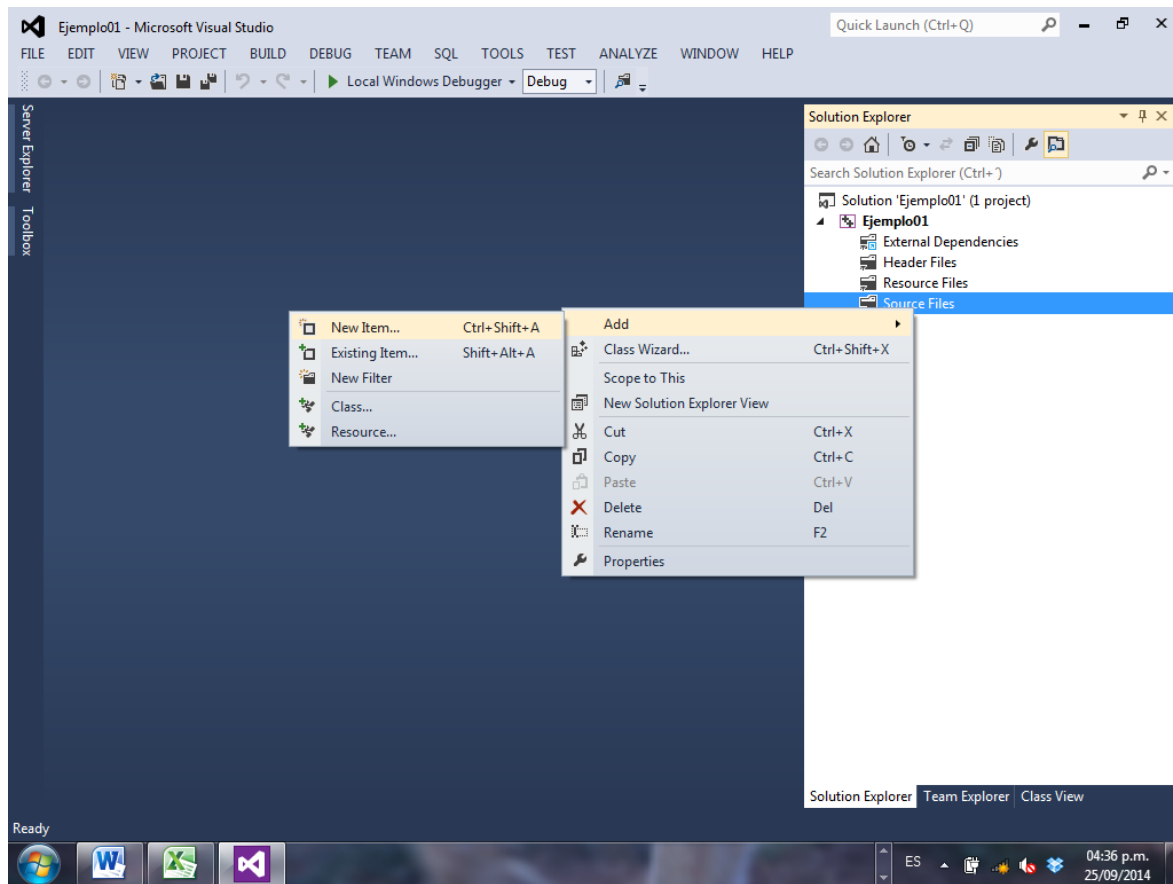 Ejemplo01 - Microsoft Visual Studio
Quick Launch (Ctrl+Q)
FILE EDIT VIEW PROJECT BUILD DEBUG TEAM SQL TOOLS TEST ANALYZE WINDOW HELP
Local Windows Debugger Debug
Server Explorer
Toolbox
Solution Explorer
Search Solution Explorer (Ctrl+´)
Solution 'Ejemplo01' (1 project)
Ejemplo01
External Dependencies
Header Files
Resource Files
Source Files
New Item... Ctrl+Shift+A
Existing Item... Shift+Alt+A
New Filter
Class...
Resource...
Add
Class Wizard... Ctrl+Shift+X
Scope to This
New Solution Explorer View
Cut Ctrl+X
Copy Ctrl+C
Paste Ctrl+V
Delete Del
Rename F2
Properties
Solution Explorer Team Explorer Class View
Ready
ES
04:36 p.m.
25/09/2014